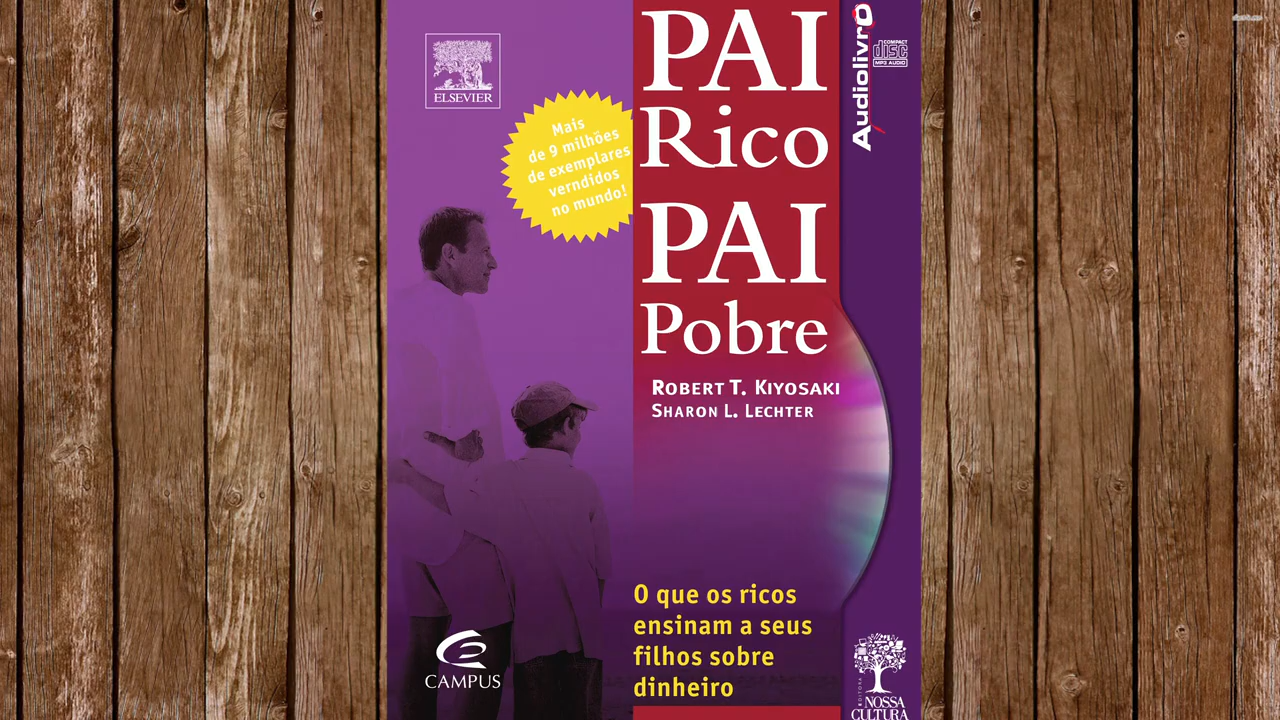 ELSEVIER
Mais
de 9 milhões
de exemplares
verndidos
no mundo!
PAI
Rico
PAI
Pobre
ROBERT T. KIYOSAKI
SHARON L. LECHTER
Audiolivro
COMPACT
disc
MP3 AUDIO
O que os ricos
ensinam a seus
filhos sobre
dinheiro
CAMPUS
EDITORA
NOSSA
CULTURA